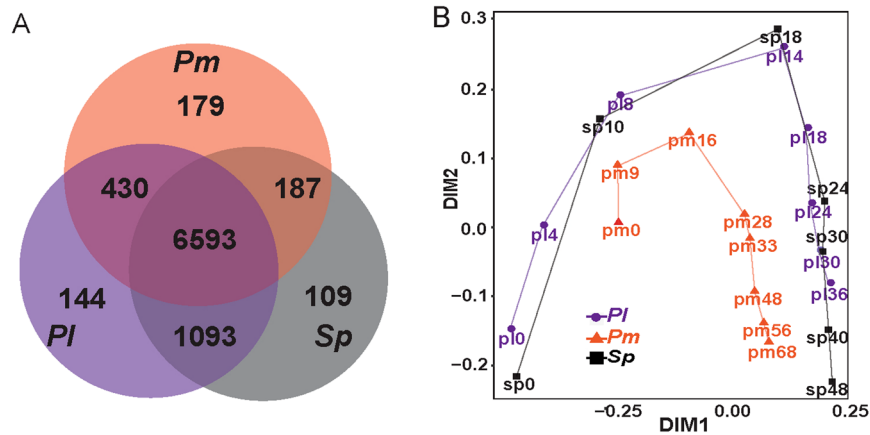 A
Pm
179
430
187
6593
144
109
Pl
1093
Sp
B
0.3
0.2
0.1
0.0
−0.1
−0.2
DIM2
sp18
pl14
pl8
sp10
pm16
pl18
pm9
sp24
pl4
pm0
pm28
pl24
pm33
sp30
pl30
pm48
pl36
pl0
pm56
sp40
pm68
sp0
sp48
Pl
Pm
Sp
−0.25
0.00
0.25
DIM1